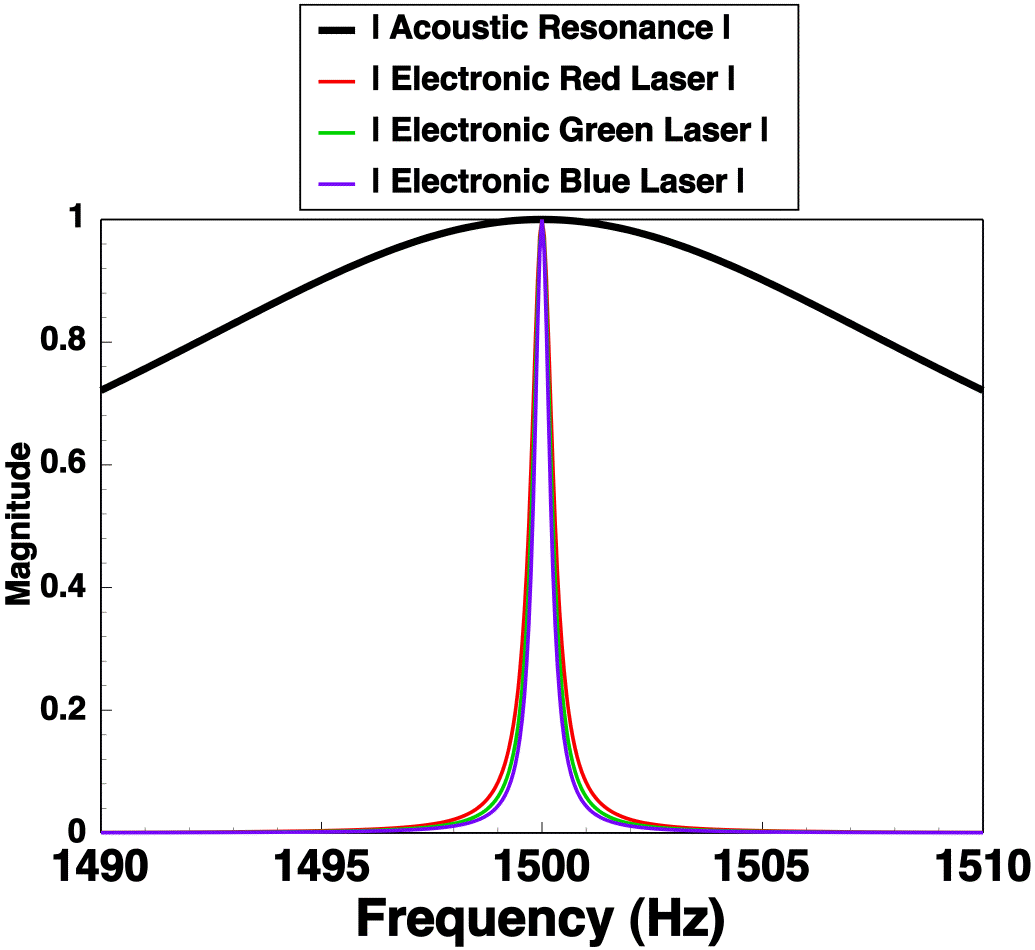 | Acoustic Resonance |
| Electronic Red Laser |
| Electronic Green Laser |
| Electronic Blue Laser |
1
0.8
0.6
0.4
0.2
0
Magnitude
1490 1495 1500 1505 1510
Frequency (Hz)